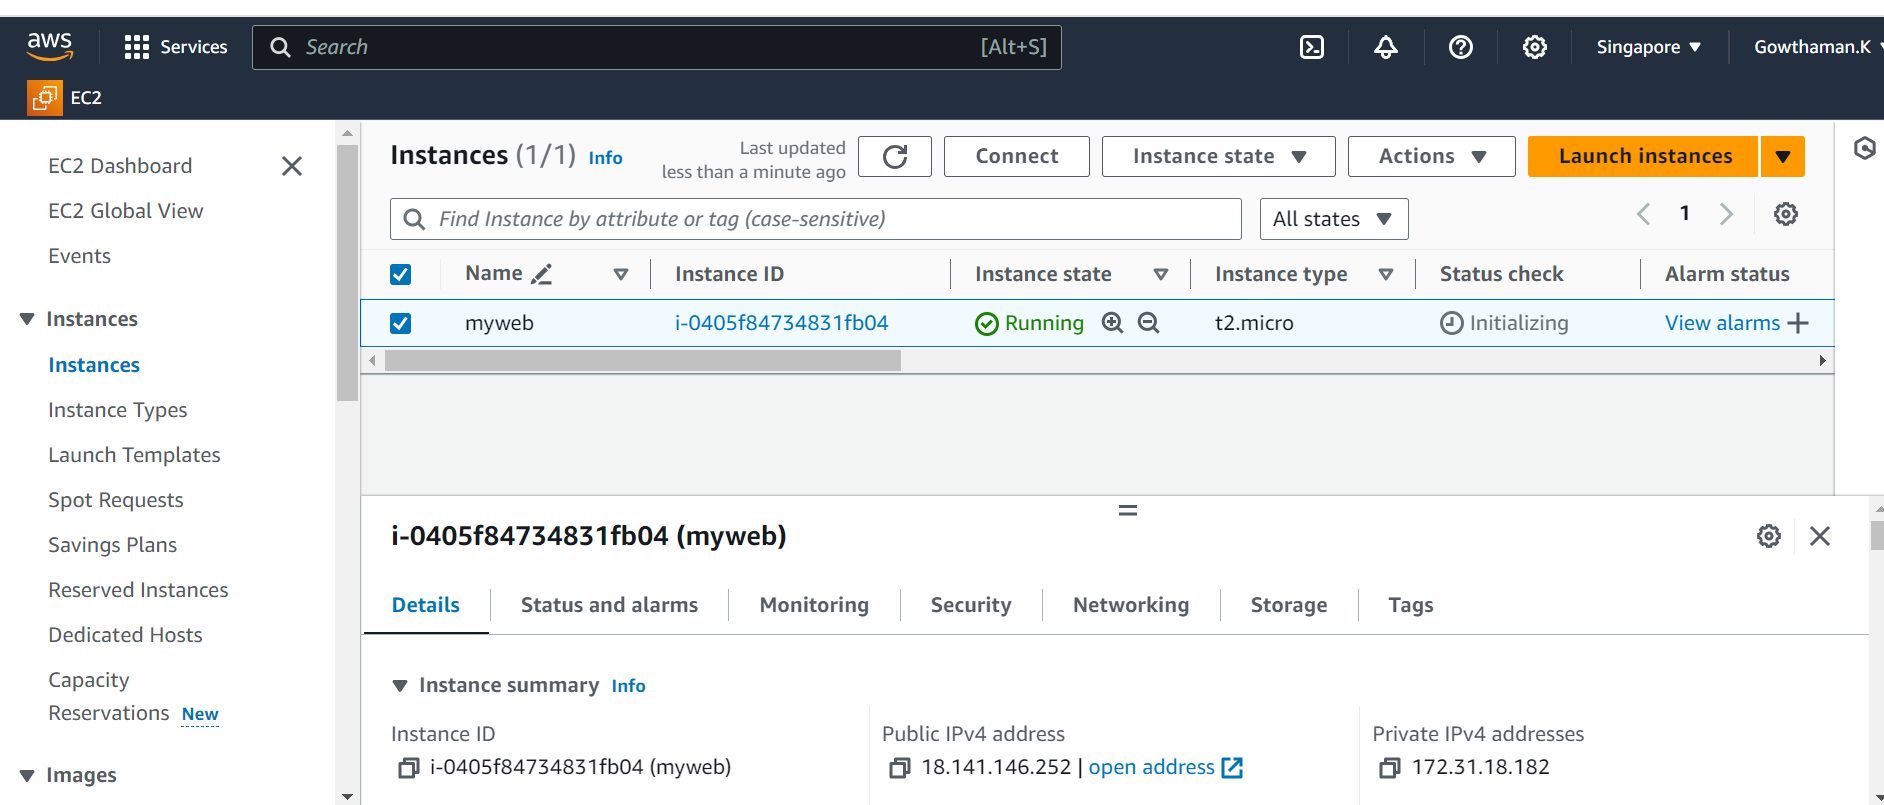 aws
Services
Search [Alt+S]
Singapore
Gowthaman.K
EC2
EC2 Dashboard
EC2 Global View
Events
Instances
Instances
Instance Types
Launch Templates
Spot Requests
Savings Plans
Reserved Instances
Dedicated Hosts
Capacity
Reservations New
Images
Instances (1/1) Info
Last updated
less than a minute ago
Connect
Instance state
Actions
Launch instances
Find Instance by attribute or tag (case-sensitive)
All states
1
Name Instance ID Instance state Instance type Status check Alarm status
myweb i-0405f84734831fb04 Running t2.micro Initializing View alarms
i-0405f84734831fb04 (myweb)
Details Status and alarms Monitoring Security Networking Storage Tags
Instance summary Info
Instance ID
i-0405f84734831fb04 (myweb)
Public IPv4 address
18.141.146.252 | open address
Private IPv4 addresses
172.31.18.182